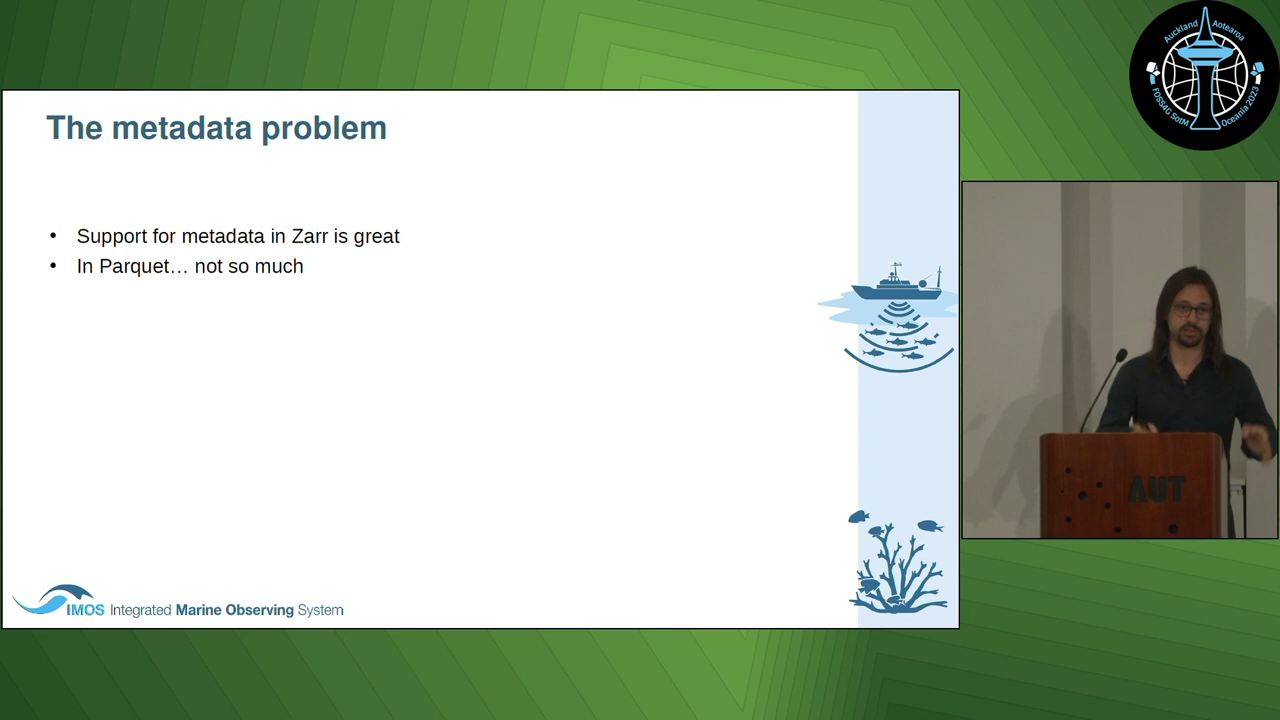 The metadata problem
• Support for metadata in Zarr is great
• In Parquet… not so much
IMOS Integrated Marine Observing System
Auckland Aotearoa
FOSS4G SotM Oceania 2023
AUT